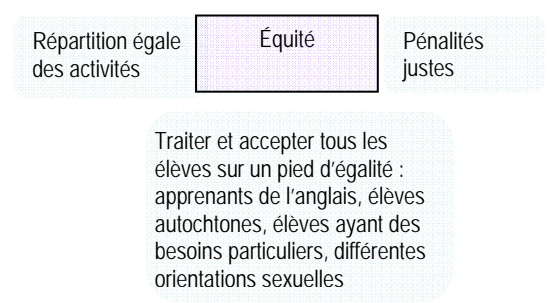 Répartition égale
des activités
Équité
Pénalités
justes
Traiter et accepter tous les
élèves sur un pied d'égalité :
apprenants de l'anglais, élèves
autochtones, élèves ayant des
besoins particuliers, différentes
orientations sexuelles